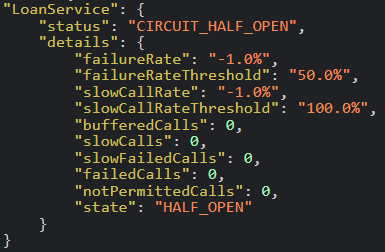 "LoanService": {
    "status": "CIRCUIT_HALF_OPEN",
    "details": {
        "failureRate": "-1.0%",
        "failureRateThreshold": "50.0%",
        "slowCallRate": "-1.0%",
        "slowCallRateThreshold": "100.0%",
        "bufferedCalls": 0,
        "slowCalls": 0,
        "slowFailedCalls": 0,
        "failedCalls": 0,
        "notPermittedCalls": 0,
        "state": "HALF_OPEN"
    }
}